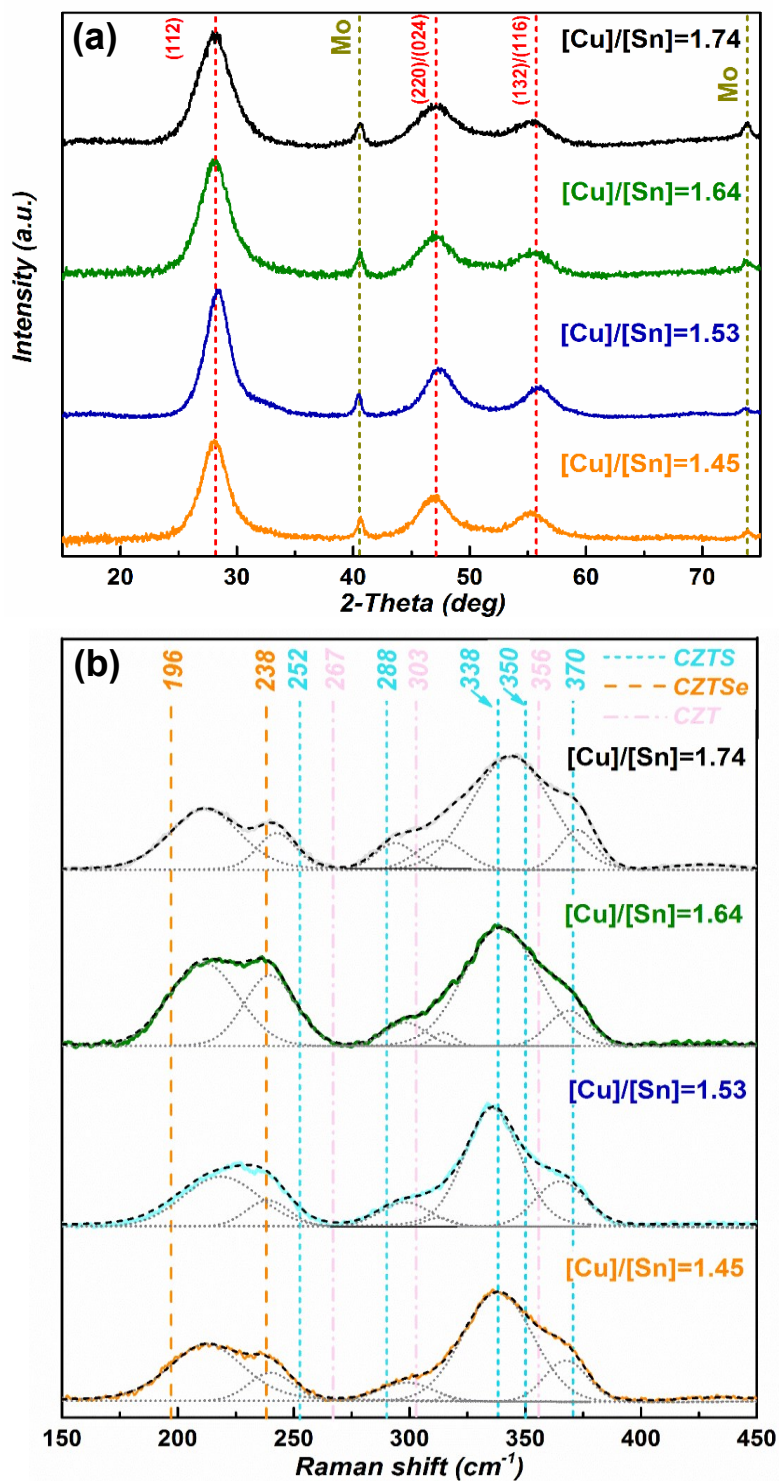 (a)
(112)
Mo
(220)/(024)
(132)/(116)
Mo
[Cu]/[Sn]=1.74
[Cu]/[Sn]=1.64
[Cu]/[Sn]=1.53
[Cu]/[Sn]=1.45
Intensity (a.u.)
20 30 40 50 60 70
2-Theta (deg)
(b)
196
238
252
267
288
303
338
350
356
370
CZTS
CZTSe
CZT
[Cu]/[Sn]=1.74
[Cu]/[Sn]=1.64
[Cu]/[Sn]=1.53
[Cu]/[Sn]=1.45
150 200 250 300 350 400 450
Raman shift (cm⁻¹)